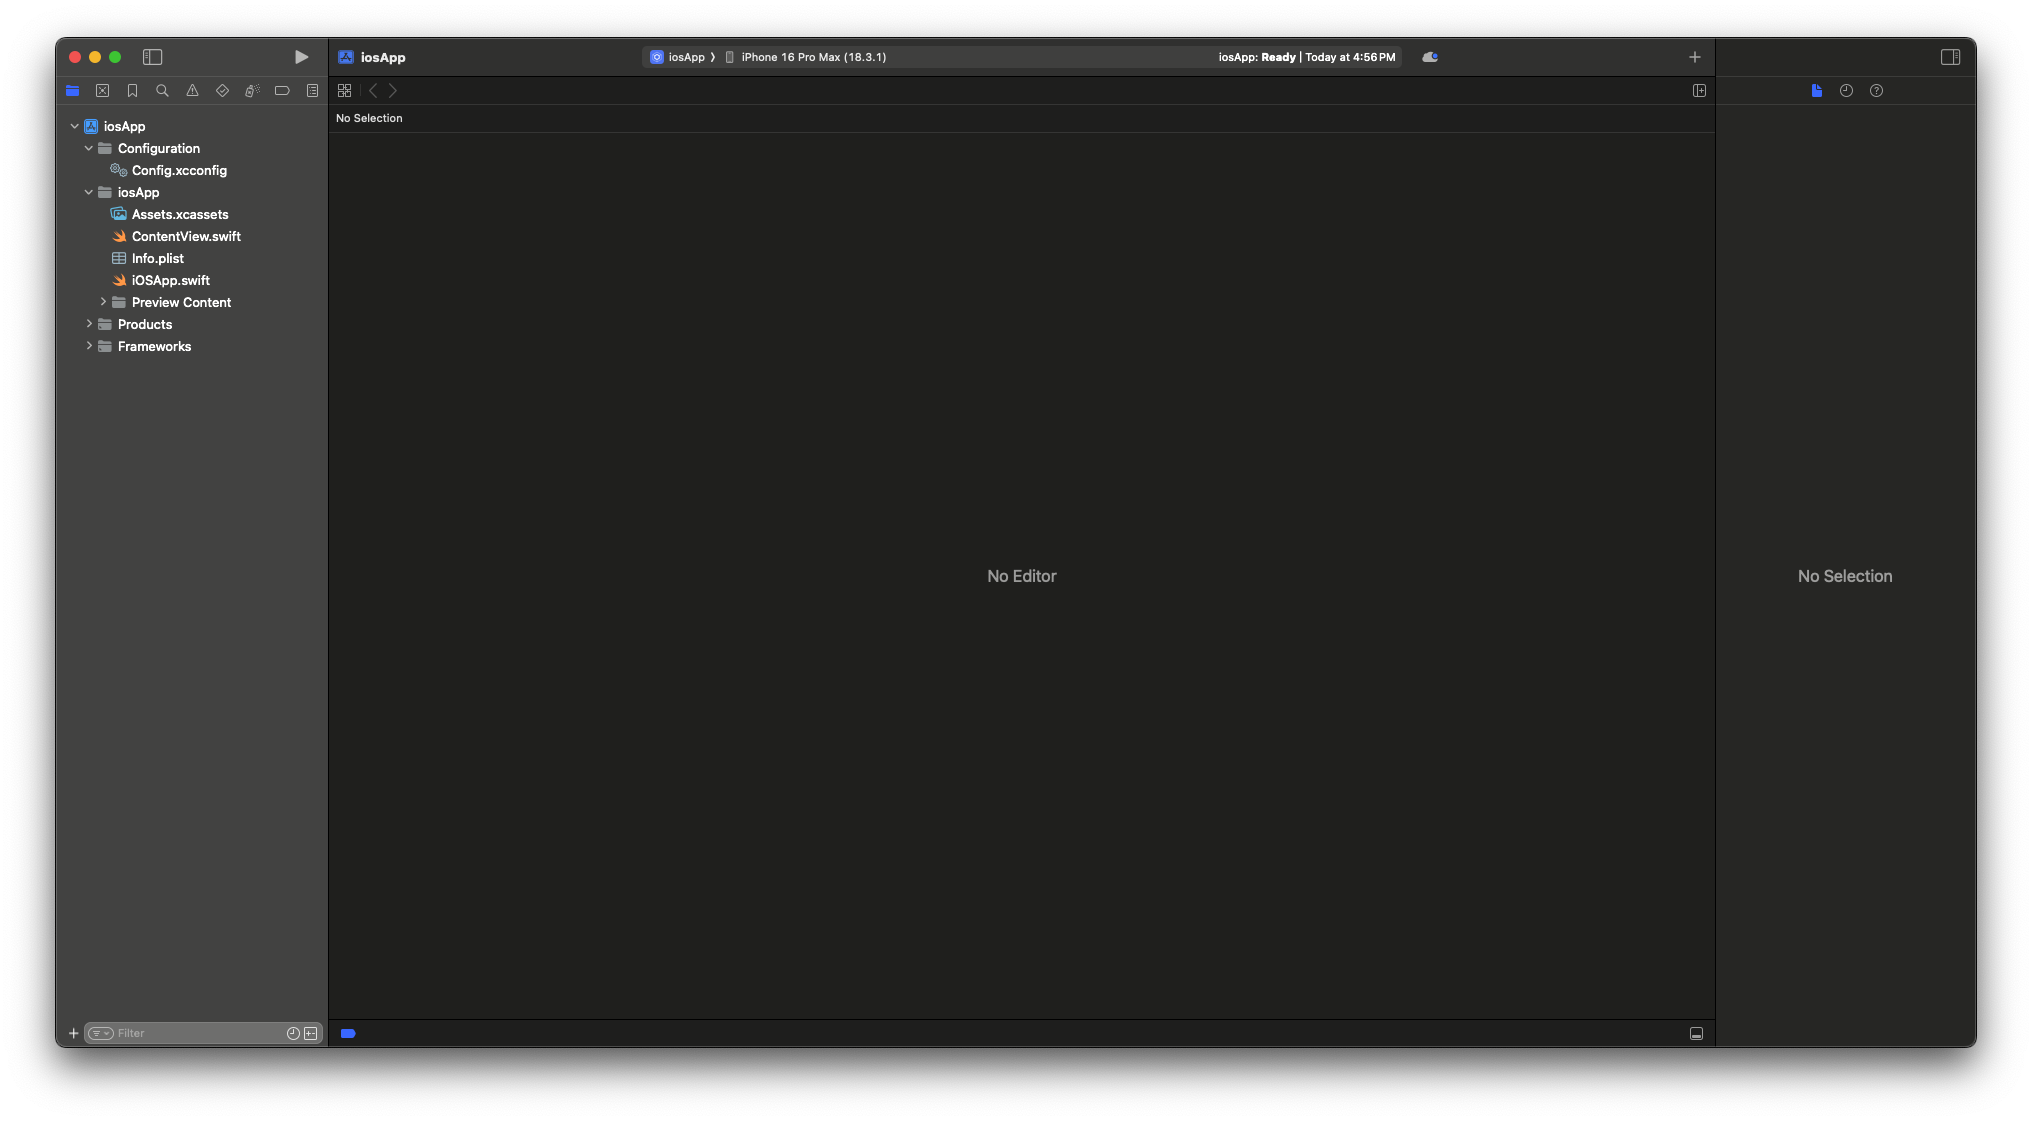 iosApp
iosApp
iPhone 16 Pro Max (18.3.1)
iosApp: Ready | Today at 4:56 PM
No Selection
iosApp
Configuration
Config.xcconfig
iosApp
Assets.xcassets
ContentView.swift
Info.plist
iOSApp.swift
Preview Content
Products
Frameworks
No Editor
No Selection
Filter